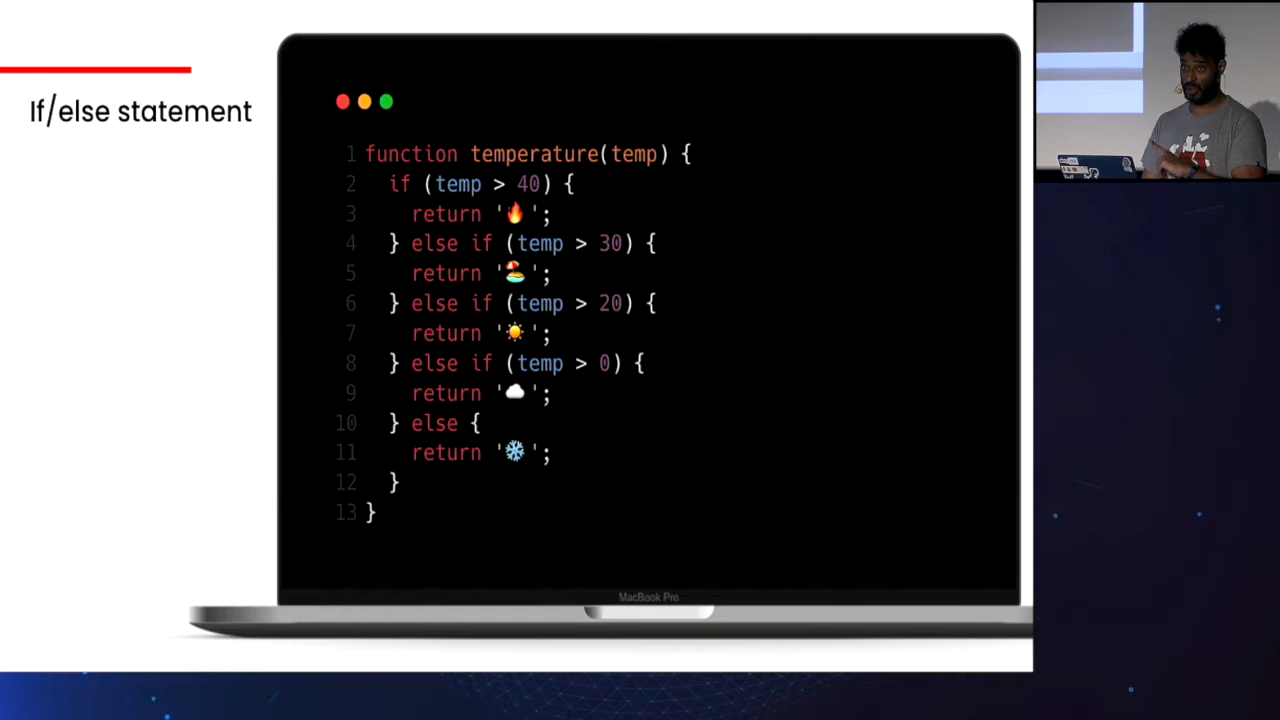 If/else statement
1 function temperature(temp) {
2 if (temp > 40) {
3 return '🔥';
4 } else if (temp > 30) {
5 return '🏖️';
6 } else if (temp > 20) {
7 return '☀️';
8 } else if (temp > 0) {
9 return '☁️';
10 } else {
11 return '❄️';
12 }
13 }
MacBook Pro